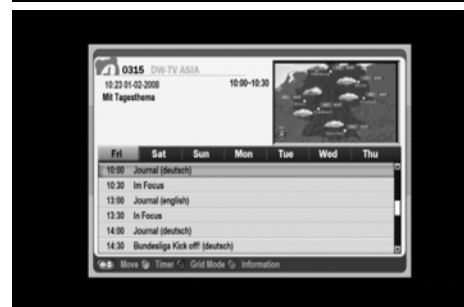 0315 DW-TV ASIA
10:23 01-02-2008 10:00~10:30
Mit Tagesthema
Fri Sat Sun Mon Tue Wed Thu
10:00 Journal (deutsch)
10:30 Im Focus
13:00 Journal (english)
13:30 In Focus
14:00 Journal (deutsch)
14:30 Bundesliga Kick off! (deutsch)
Move Timer Grid Mode Information